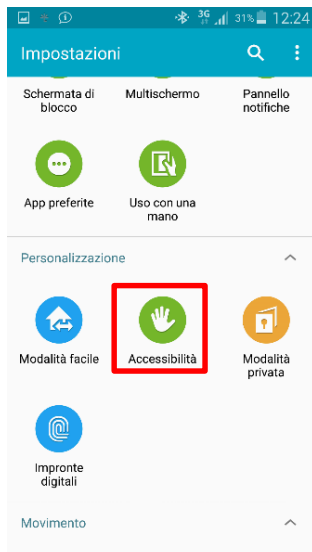 3G 31% 12:24
Impostazioni
Schermata di blocco
Multischermo
Pannello notifiche
App preferite
Uso con una mano
Personalizzazione
Modalità facile
Accessibilità
Modalità privata
Impronte digitali
Movimento